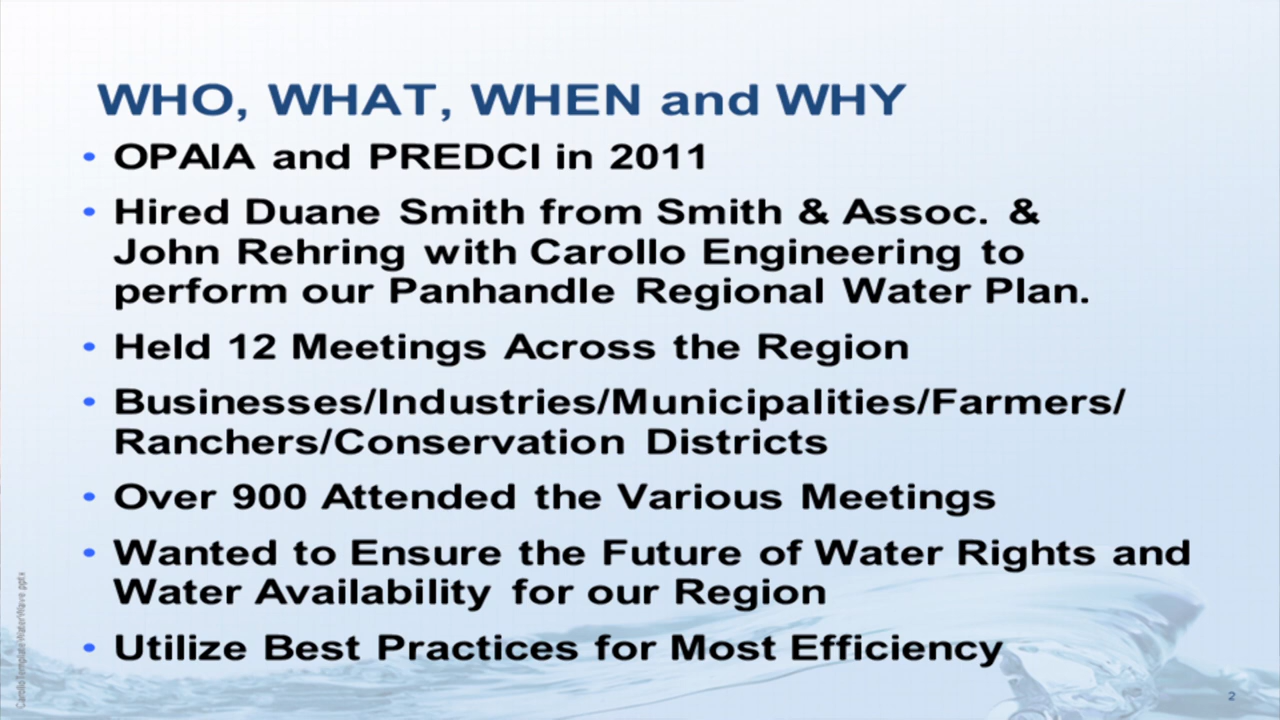 WHO, WHAT, WHEN and WHY
• OPAIA and PREDCI in 2011
• Hired Duane Smith from Smith & Assoc. &
John Rehring with Carollo Engineering to
perform our Panhandle Regional Water Plan.
• Held 12 Meetings Across the Region
• Businesses/Industries/Municipalities/Farmers/
Ranchers/Conservation Districts
• Over 900 Attended the Various Meetings
• Wanted to Ensure the Future of Water Rights and
Water Availability for our Region
• Utilize Best Practices for Most Efficiency
CarolloTemplateWaterWave.pptx
2